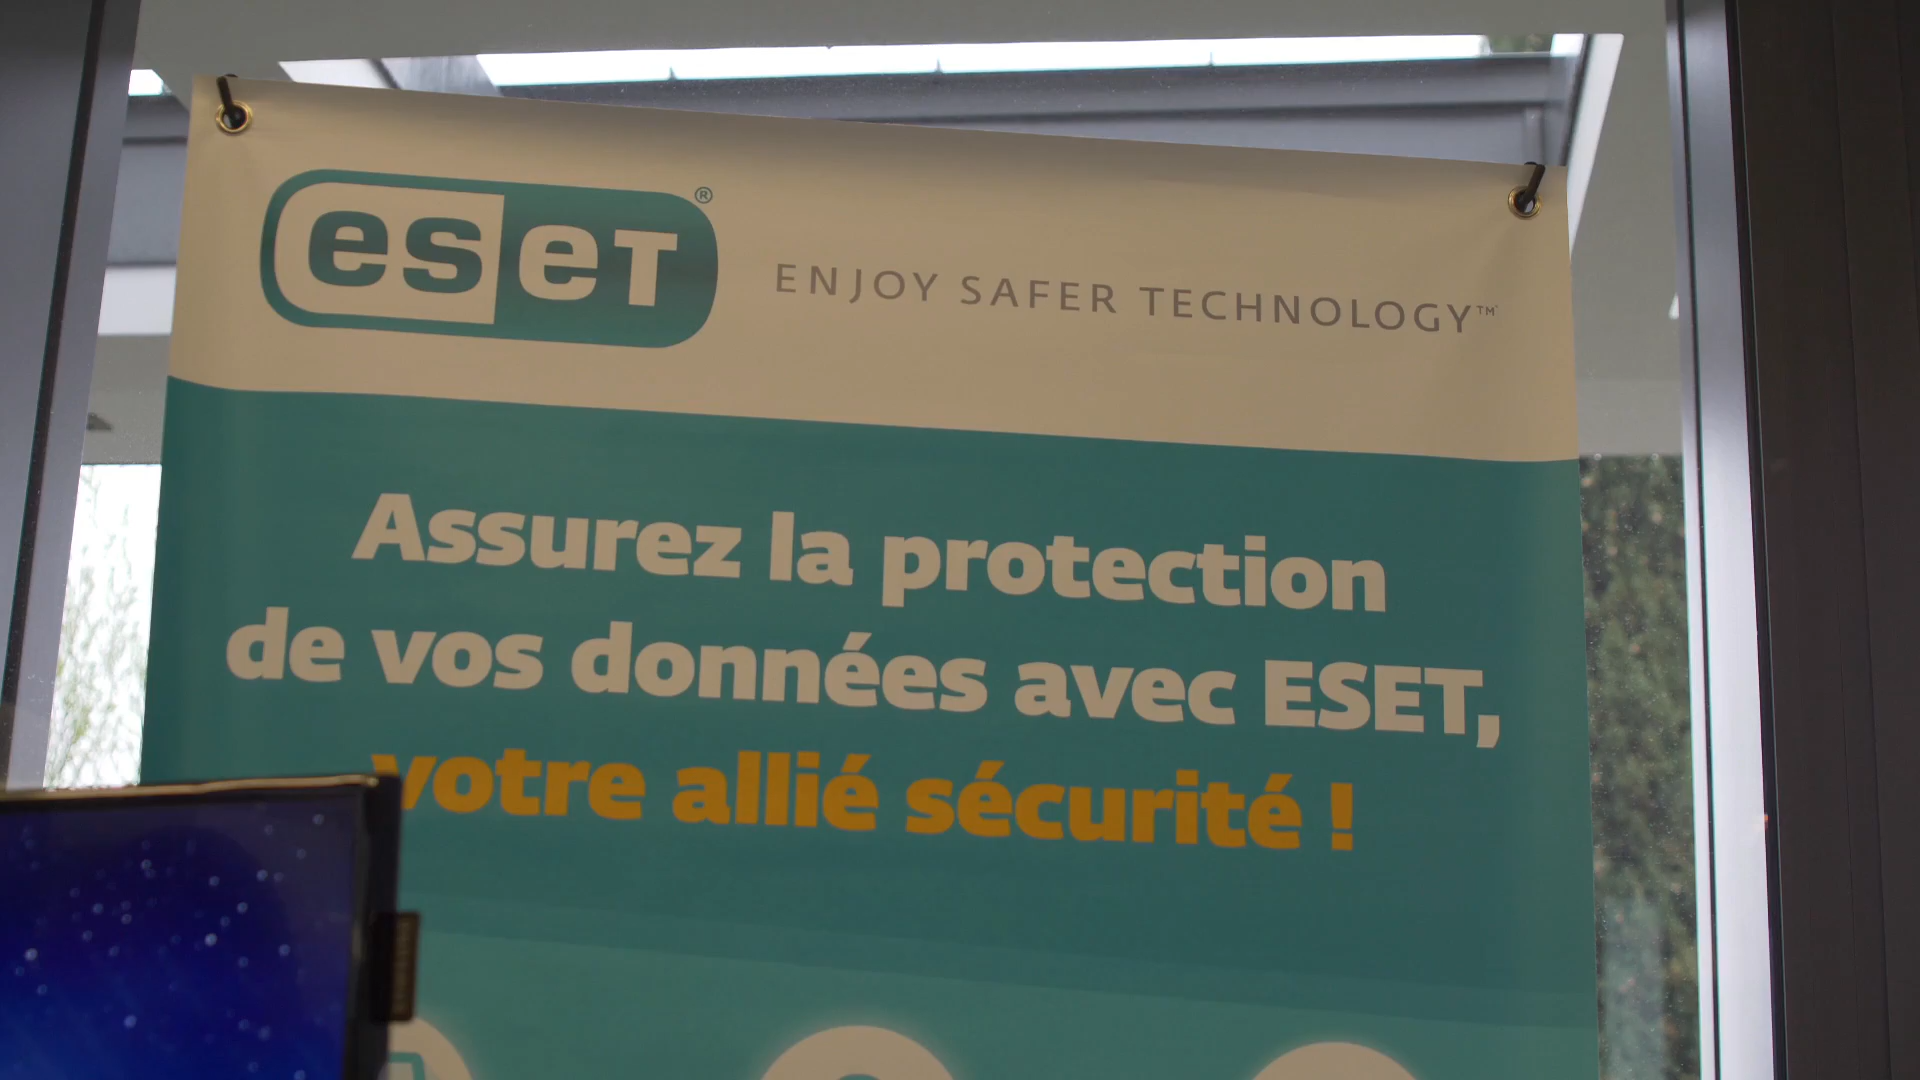 eseT®
ENJOY SAFER TECHNOLOGY™
Assurez la protection
de vos données avec ESET,
votre allié sécurité !